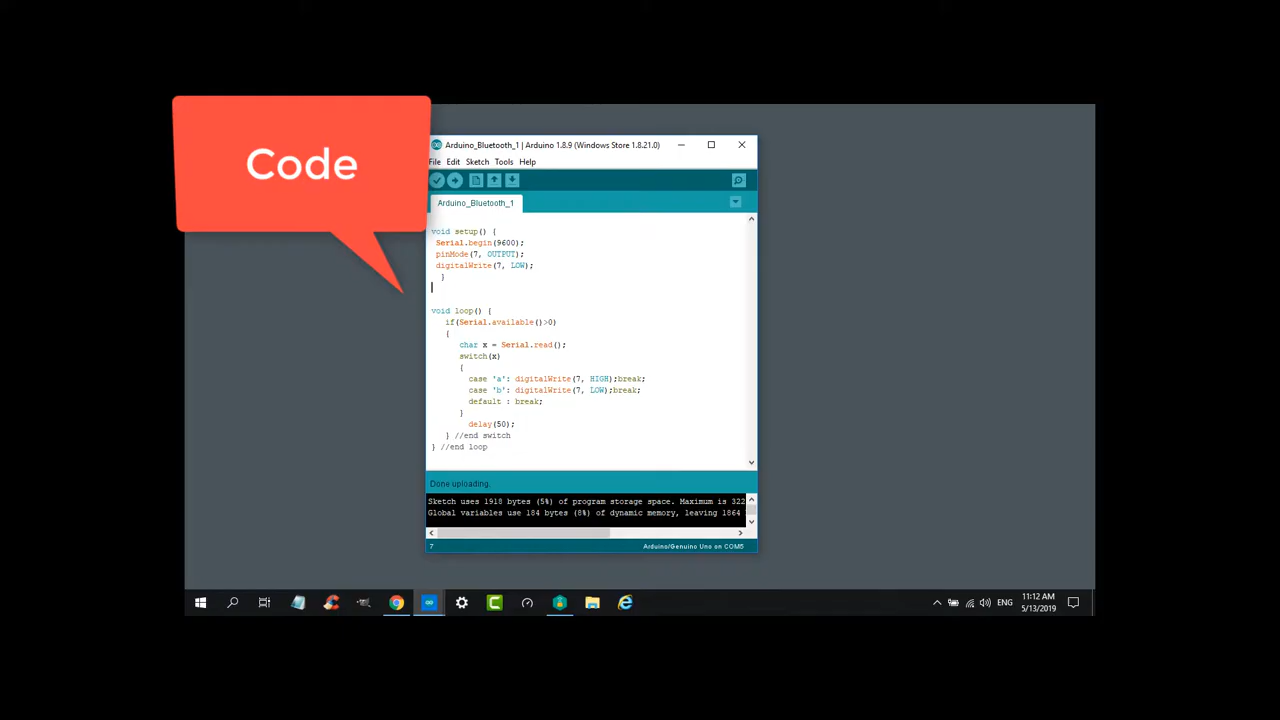 Code
Arduino_Bluetooth_1 | Arduino 1.8.9 (Windows Store 1.8.21.0)
File Edit Sketch Tools Help
Arduino_Bluetooth_1
void setup() {
Serial.begin(9600);
pinMode(7, OUTPUT);
digitalWrite(7, LOW);
}
void loop() {
if(Serial.available()>0)
{
char x = Serial.read();
switch(x)
{
case 'a': digitalWrite(7, HIGH);break;
case 'b': digitalWrite(7, LOW);break;
default : break;
}
delay(50);
} //end switch
} //end loop
Done uploading.
Sketch uses 1918 bytes (5%) of program storage space. Maximum is 322
Global variables use 184 bytes (8%) of dynamic memory, leaving 1864
7 Arduino/Genuino Uno on COM5
ENG
11:12 AM
5/13/2019